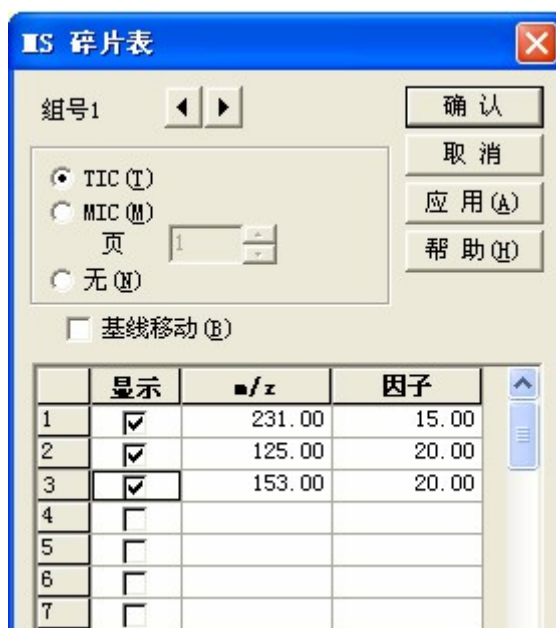 MS 碎片表
组号1
确 认
取 消
应 用(A)
帮 助(H)
TIC(T)
MIC(M)
页 1
无(N)
基线移动(B)
显示 m/z 因子
1 231.00 15.00
2 125.00 20.00
3 153.00 20.00
4
5
6
7